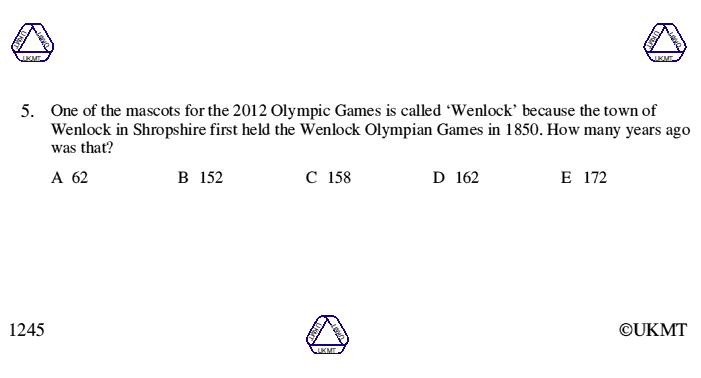 UKMT UKMT UKMT
UKMT UKMT UKMT
5. One of the mascots for the 2012 Olympic Games is called ‘Wenlock’ because the town of
Wenlock in Shropshire first held the Wenlock Olympian Games in 1850. How many years ago
was that?
A 62 B 152 C 158 D 162 E 172
1245
UKMT UKMT UKMT
©UKMT